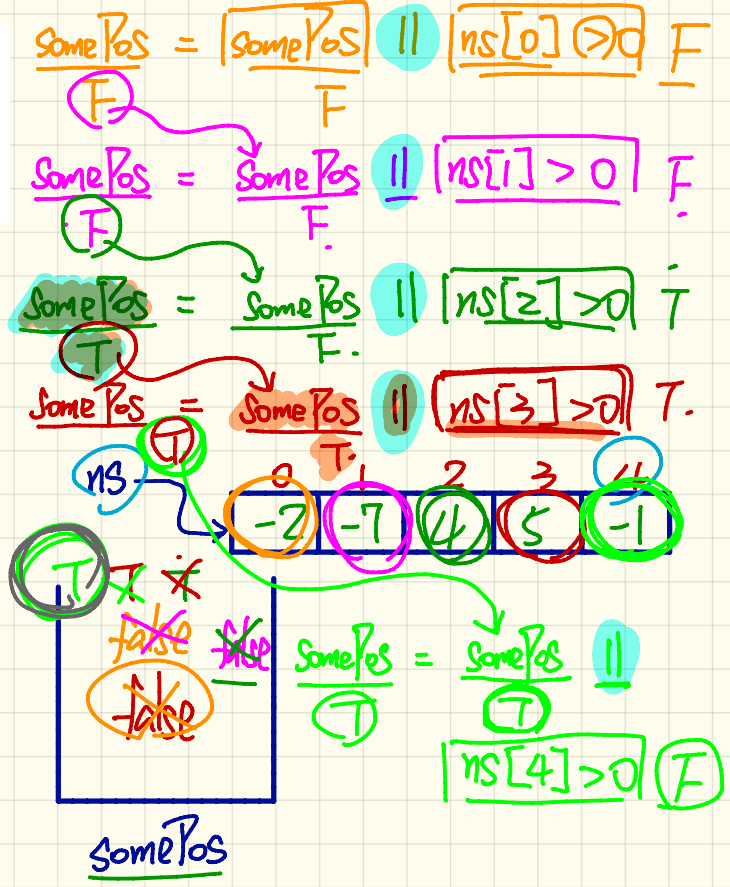 somePos = somePos || ns[0] > 0 F
F F
somePos = somePos || ns[1] > 0 F.
F F.
somePos = somePos || ns[2] > 0 T
T F.
somePos = somePos || ns[3] > 0 T.
T T.
ns 0 1 2 3 4
-2 -7 4 5 -1
T T T
false false
false
somePos = somePos ||
T T
ns[4] > 0 F
somePos